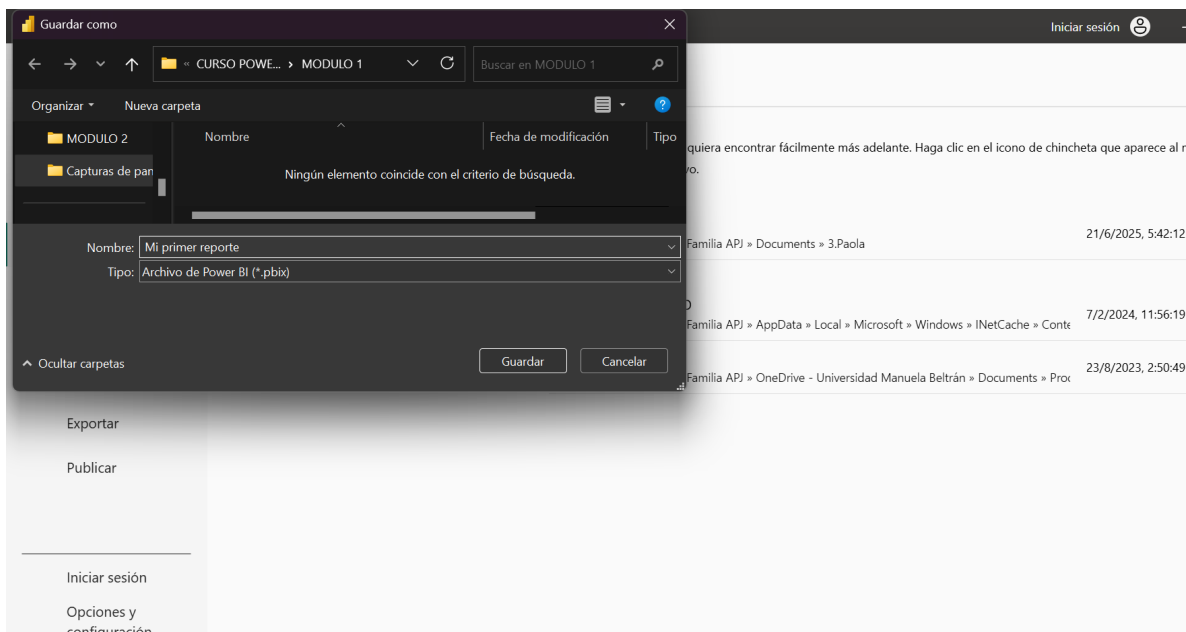 Guardar como
Iniciar sesión
« CURSO POWE... › MODULO 1
Buscar en MODULO 1
Organizar
Nueva carpeta
MODULO 2
Capturas de pan
Nombre
Fecha de modificación
Tipo
Ningún elemento coincide con el criterio de búsqueda.
quiera encontrar fácilmente más adelante. Haga clic en el icono de chincheta que aparece al
vo.
Nombre: Mi primer reporte
Tipo: Archivo de Power BI (*.pbix)
Familia APJ » Documents » 3.Paola
21/6/2025, 5:42:12
Familia APJ » AppData » Local » Microsoft » Windows » INetCache » Conte
7/2/2024, 11:56:19
Ocultar carpetas
Guardar
Cancelar
Familia APJ » OneDrive - Universidad Manuela Beltrán » Documents » Proc
23/8/2023, 2:50:49
Exportar
Publicar
Iniciar sesión
Opciones y
configuración